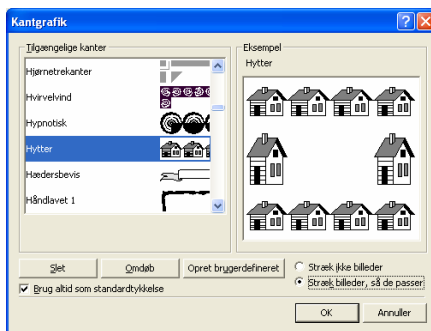 Kantgrafik
Tilgængelige kanter
Hjørnetrekanter
Hvirvelvind
Hypnotisk
Hytter
Hædersbevis
Håndlavet 1
Eksempel
Hytter
Slet
Omdøb
Opret brugerdefineret
Stræk ikke billeder
Stræk billeder, så de passer
Brug altid som standardtykkelse
OK
Annuller